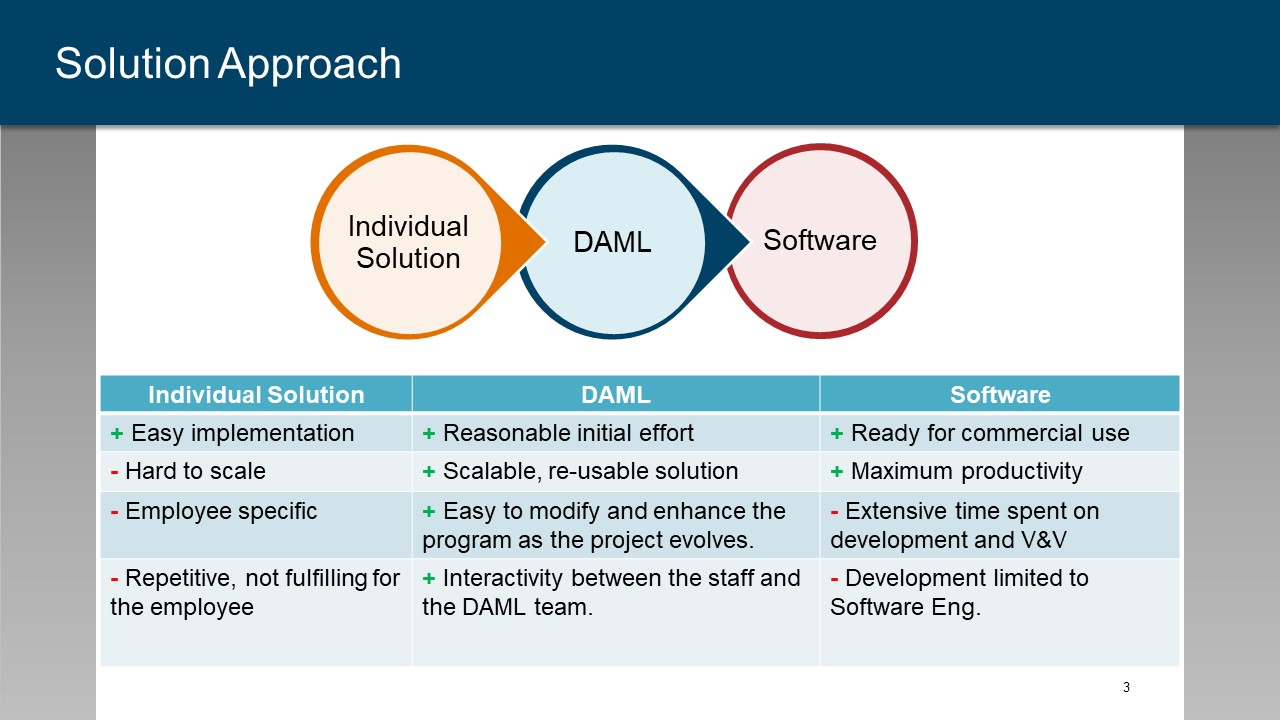 Solution Approach
Individual
Solution
DAML
Software
Individual Solution
DAML
Software
+ Easy implementation
+ Reasonable initial effort
+ Ready for commercial use
- Hard to scale
+ Scalable, re-usable solution
+ Maximum productivity
- Employee specific
+ Easy to modify and enhance the
program as the project evolves.
- Extensive time spent on
development and V&V
- Repetitive, not fulfilling for
the employee
+ Interactivity between the staff and
the DAML team.
- Development limited to
Software Eng.
3